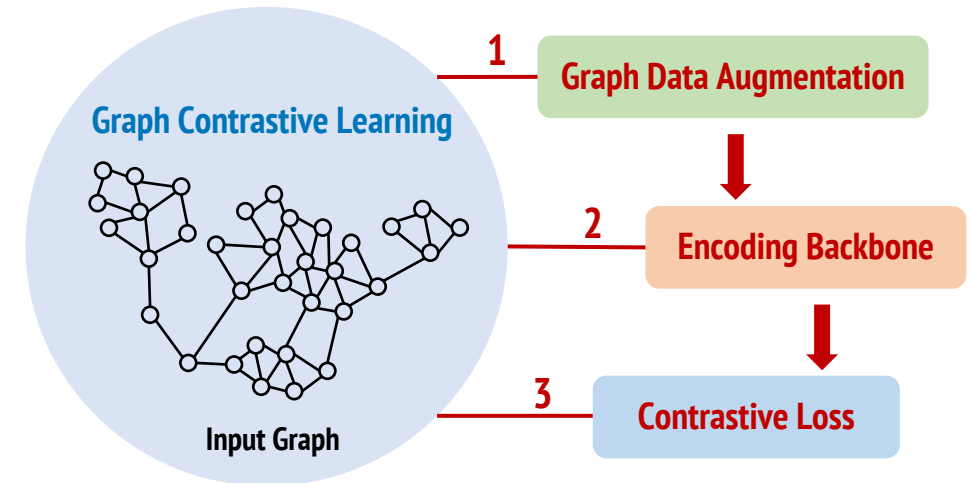 Graph Contrastive Learning
Input Graph
1
Graph Data Augmentation
2
Encoding Backbone
3
Contrastive Loss